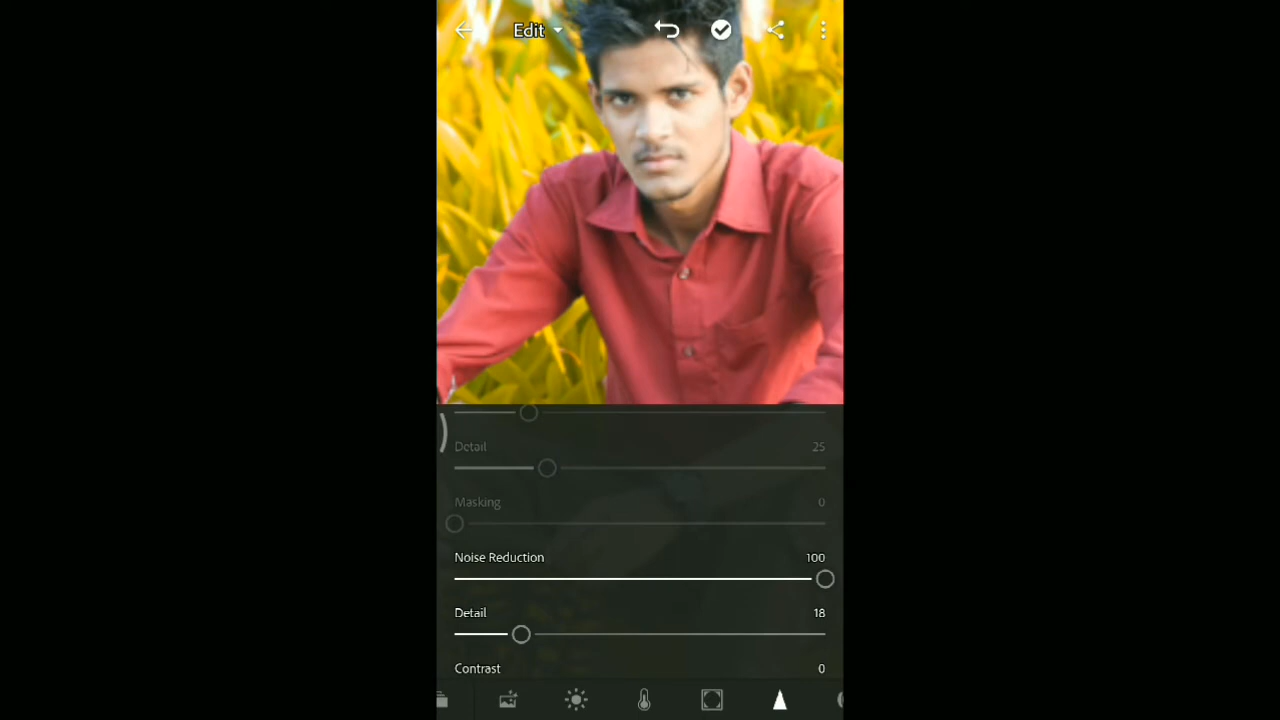 Edit
Detail 25
Masking 0
Noise Reduction 100
Detail 18
Contrast 0